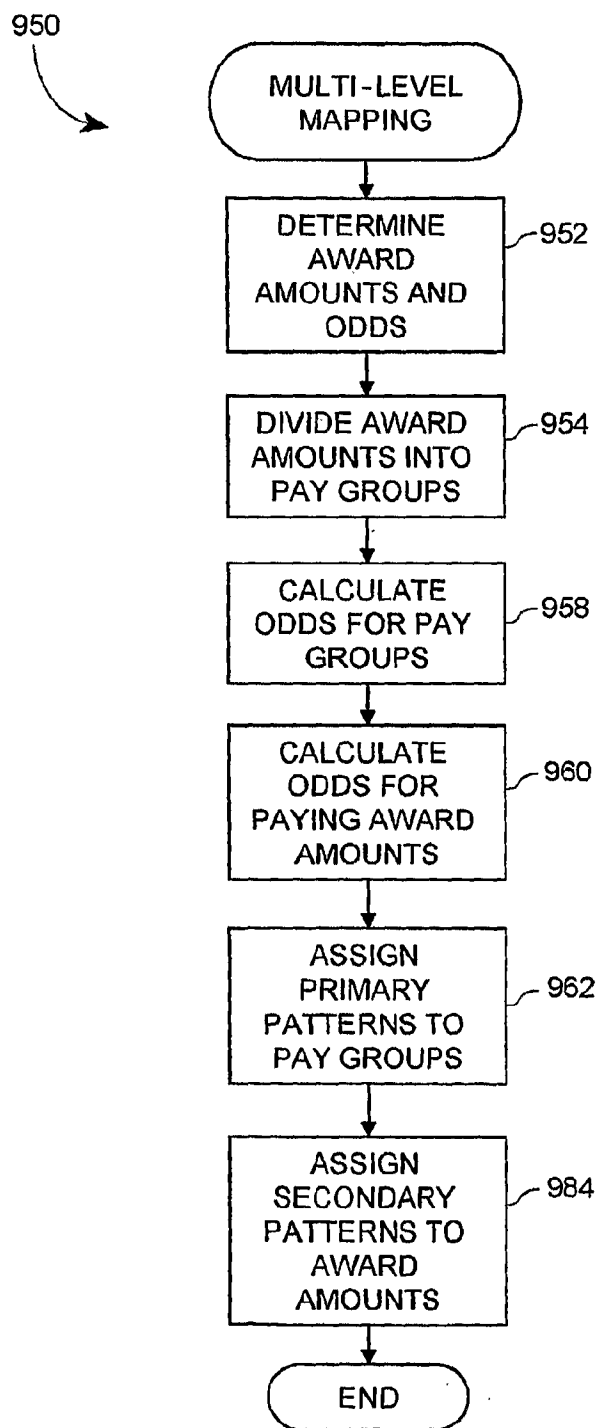 950
MULTI-LEVEL
MAPPING
DETERMINE
AWARD
AMOUNTS AND
ODDS
952
DIVIDE AWARD
AMOUNTS INTO
PAY GROUPS
954
CALCULATE
ODDS FOR PAY
GROUPS
958
CALCULATE
ODDS FOR
PAYING AWARD
AMOUNTS
960
ASSIGN
PRIMARY
PATTERNS TO
PAY GROUPS
962
ASSIGN
SECONDARY
PATTERNS TO
AWARD
AMOUNTS
984
END